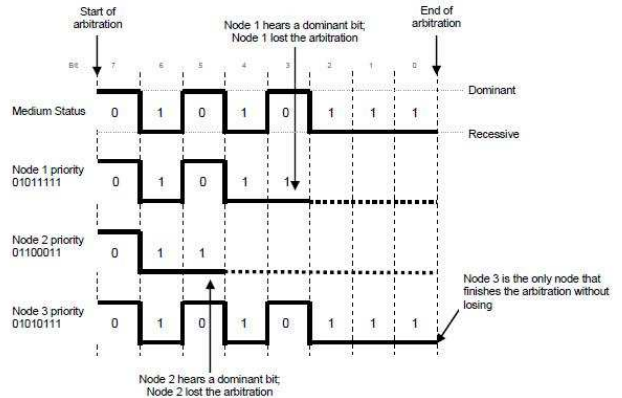 Start of
arbitration
Node 1 hears a dominant bit;
Node 1 lost the arbitration
End of
arbitration
Bit 7 6 5 4 3 2 1 0
Dominant
Medium Status 0 1 0 1 0 1 1 1
Recessive
Node 1 priority
01011111
0 1 0 1 1
Node 2 priority
01100011
0 1 1
Node 3 is the only node that
finishes the arbitration without
losing
Node 3 priority
01010111
0 1 0 1 0 1 1 1
Node 2 hears a dominant bit;
Node 2 lost the arbitration